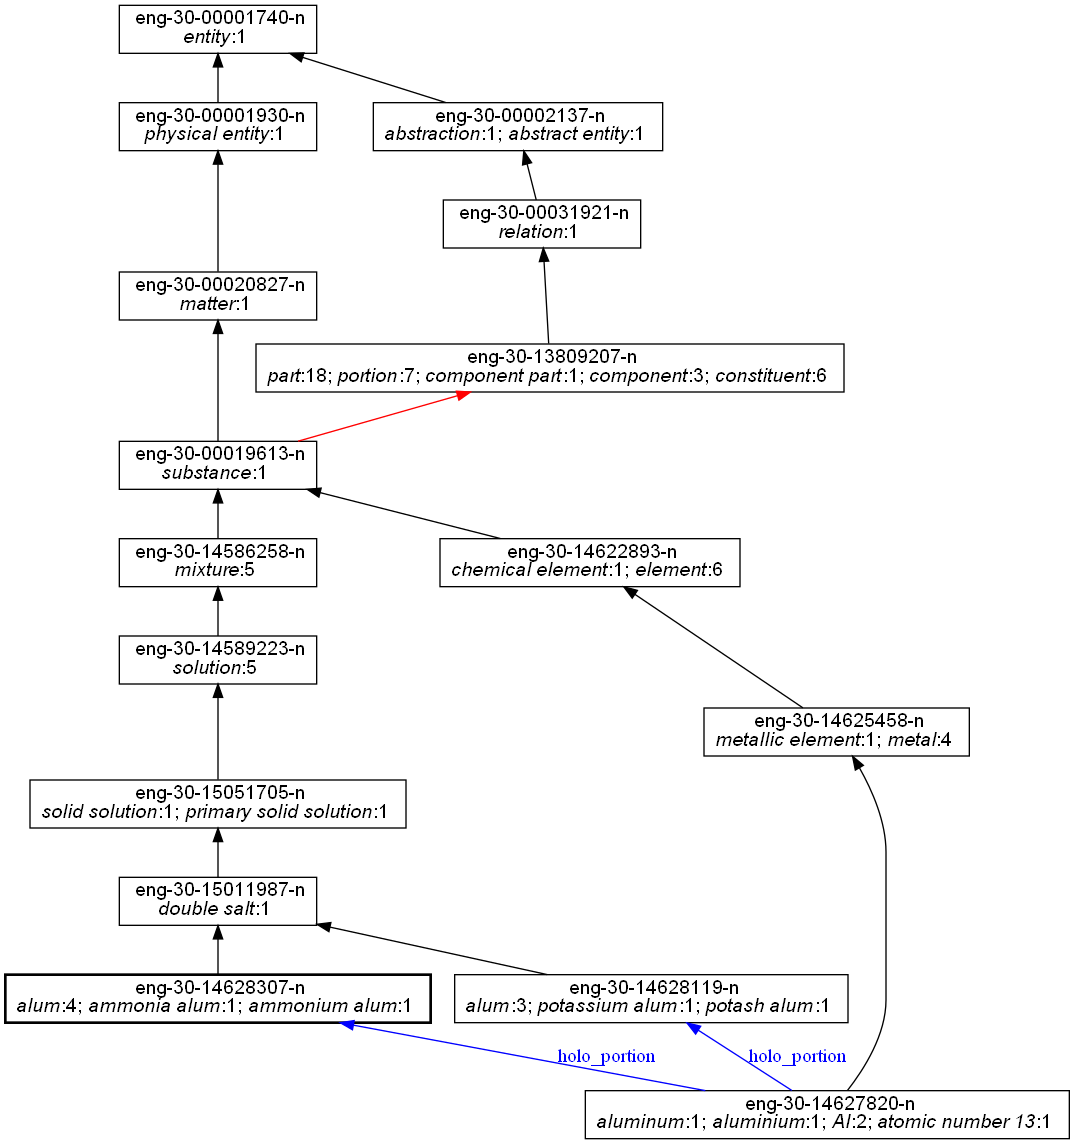 eng-30-00001740-n
entity:1
eng-30-00001930-n
physical entity:1
eng-30-00002137-n
abstraction:1; abstract entity:1
eng-30-00031921-n
relation:1
eng-30-00020827-n
matter:1
eng-30-13809207-n
part:18; portion:7; component part:1; component:3; constituent:6
eng-30-00019613-n
substance:1
eng-30-14586258-n
mixture:5
eng-30-14622893-n
chemical element:1; element:6
eng-30-14589223-n
solution:5
eng-30-14625458-n
metallic element:1; metal:4
eng-30-15051705-n
solid solution:1; primary solid solution:1
eng-30-15011987-n
double salt:1
eng-30-14628307-n
alum:4; ammonia alum:1; ammonium alum:1
eng-30-14628119-n
alum:3; potassium alum:1; potash alum:1
holo_portion
holo_portion
eng-30-14627820-n
aluminum:1; aluminium:1; Al:2; atomic number 13:1